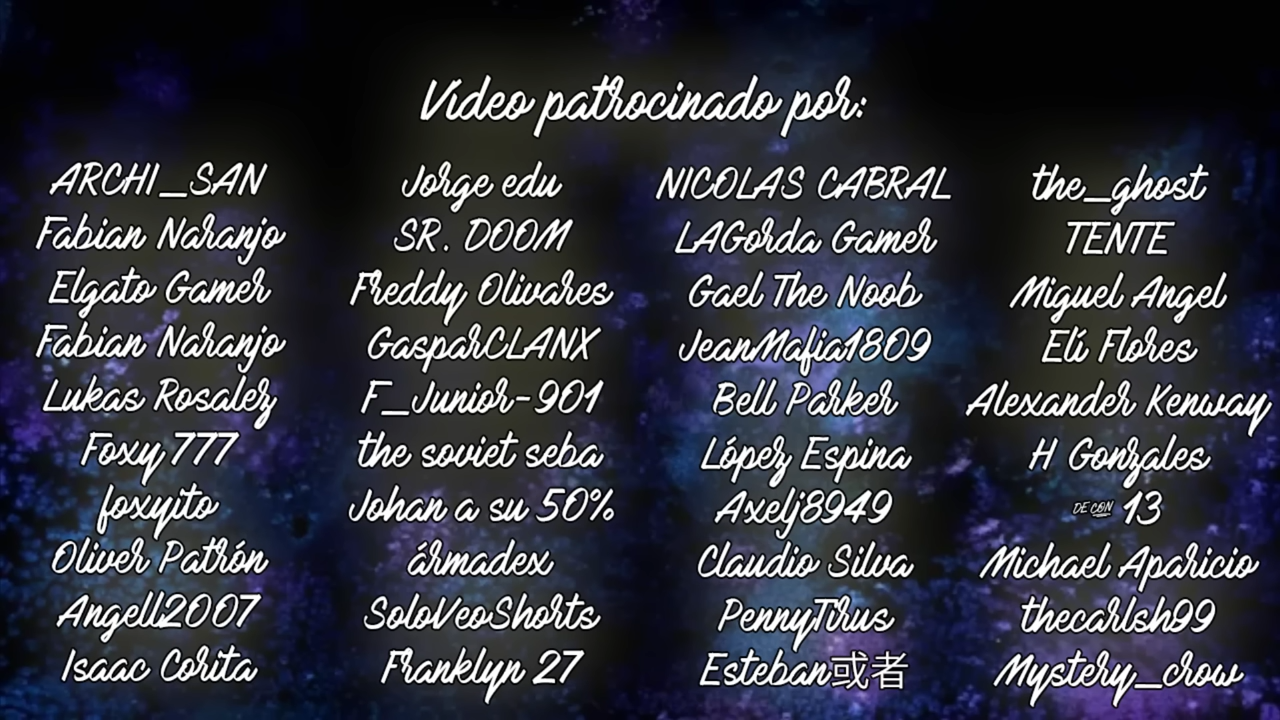 Video patrocinado por:
ARCHI_SAN
Fabian Naranjo
Elgato Gamer
Fabian Naranjo
Lukas Rosalez
Foxy 777
foxyito
Oliver Patrón
Angell2007
Isaac Corita
Jorge edu
SR. DOOM
Freddy Olivares
GasparCLANX
F_Junior-901
the soviet seba
Johan a su 50%
ármadex
SoloVeoShorts
Franklyn 27
NICOLAS CABRAL
LAGorda Gamer
Gael The Noob
JeanMafia1809
Bell Parker
López Espina
Axelj8949
Claudio Silva
PennyTirus
Esteban或者
the_ghost
TENTE
Miguel Angel
Elí Flores
Alexander Kenway
H Gonzales
DE CON 13
Michael Aparicio
thecarlsh99
Mystery_crow